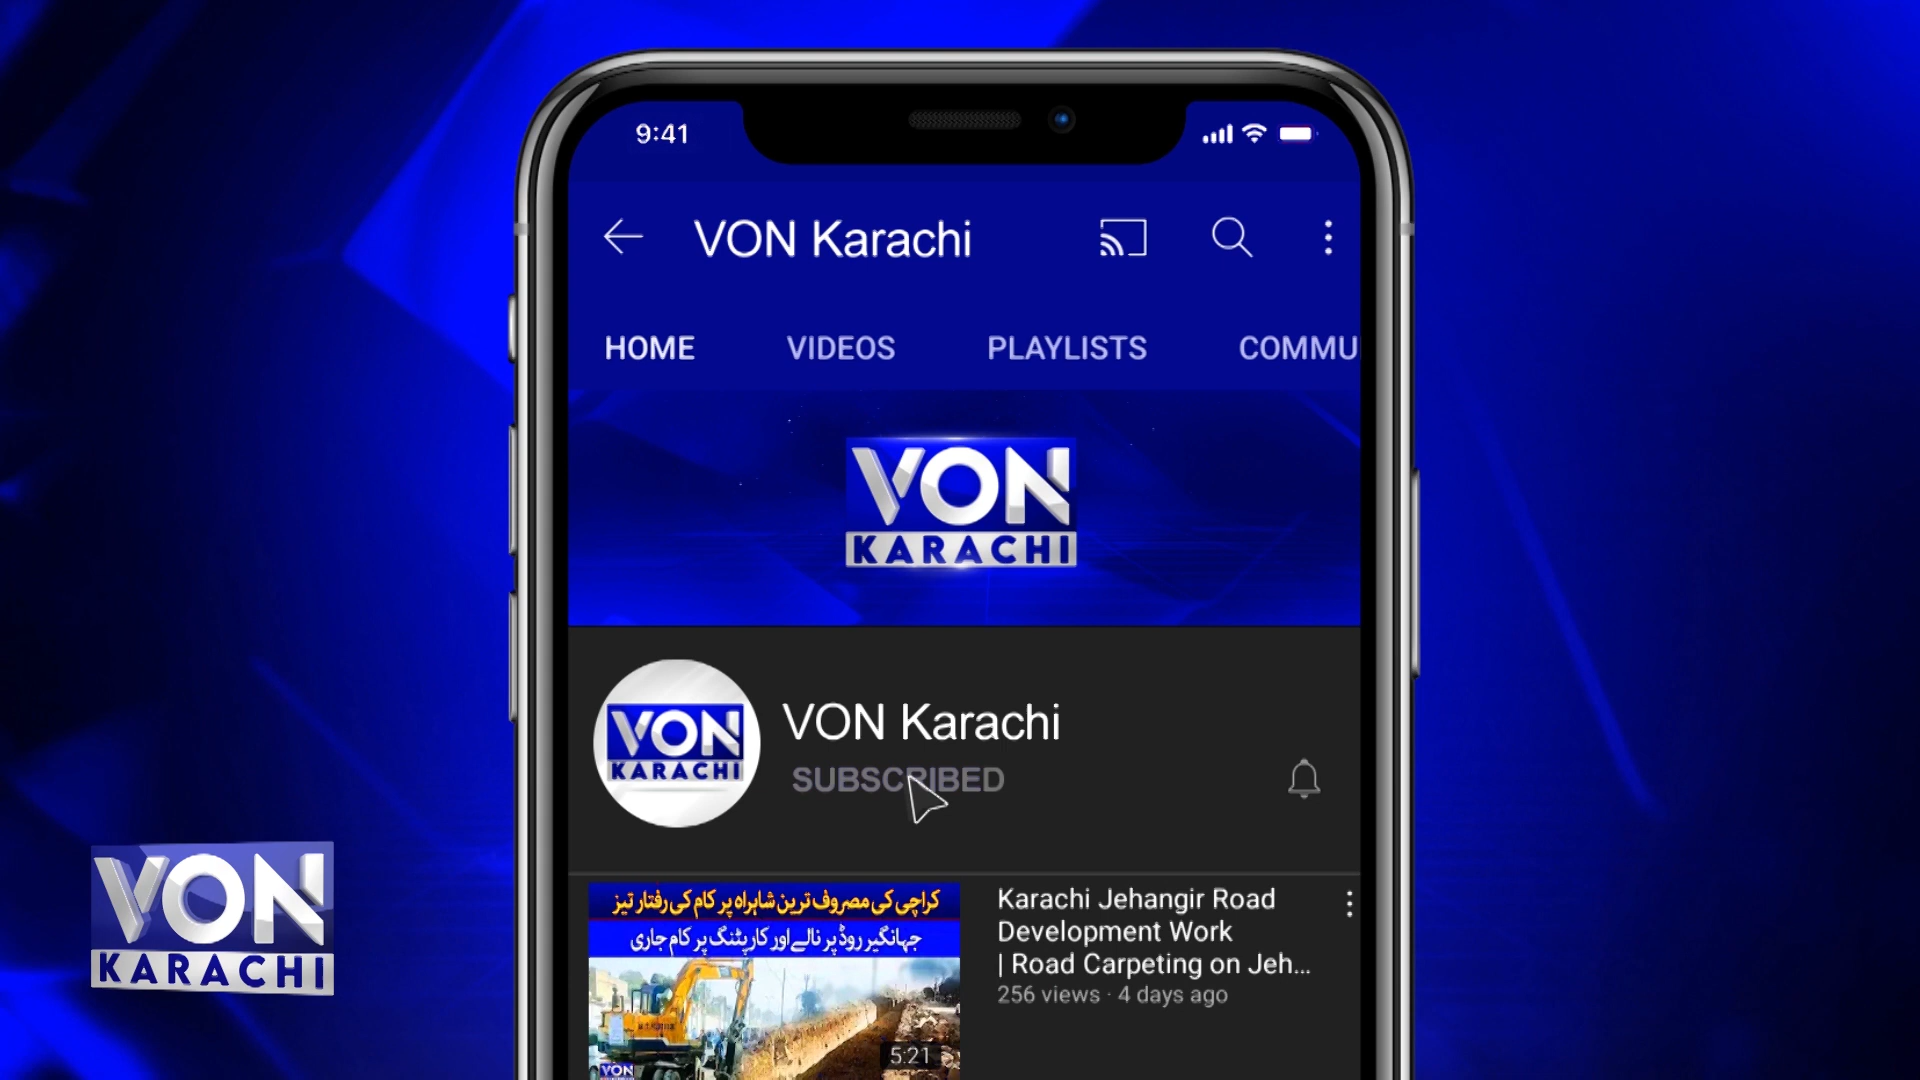 9:41
VON Karachi
HOME VIDEOS PLAYLISTS COMMU
VON
KARACHI
VON
KARACHI
VON Karachi
SUBSCRIBED
VON
KARACHI
کراچی کی مصروف ترین شاہراہ پر کام کی رفتار تیز
جہانگیر روڈ پر نالے اور کارپٹنگ پر کام جاری
VON
5:21
Karachi Jehangir Road
Development Work
| Road Carpeting on Jeh...
256 views · 4 days ago